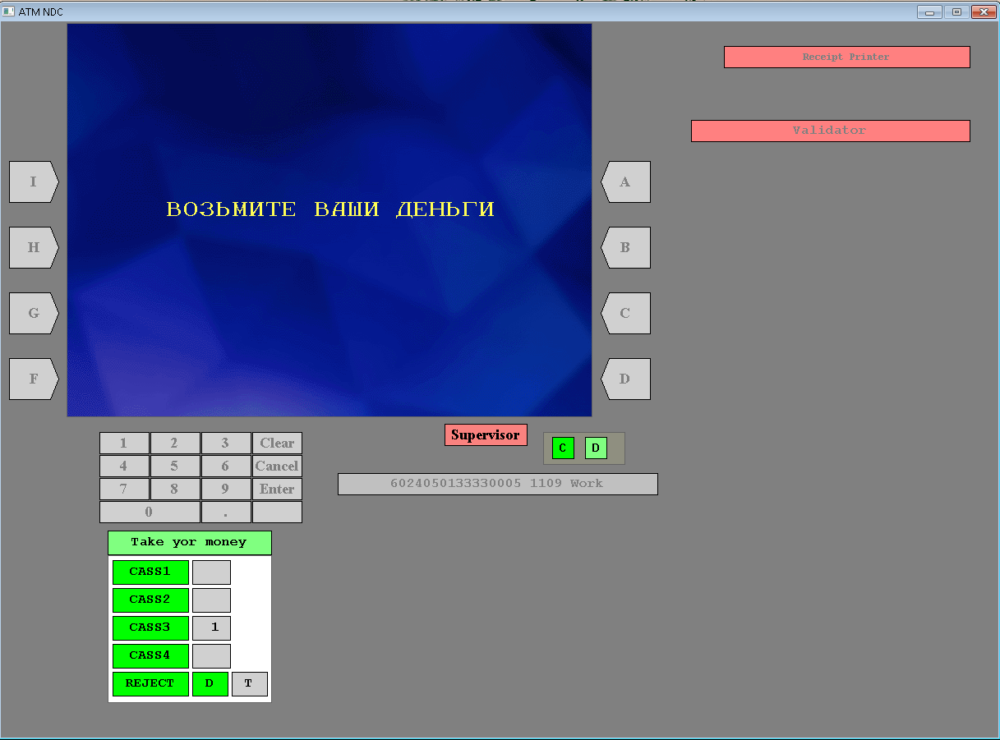 ATM NDC
Receipt Printer
Validator
I
A
ВОЗЬМИТЕ ВАШИ ДЕНЬГИ
H
B
G
C
F
D
Supervisor
1 2 3 Clear
C D
4 5 6 Cancel
6024050133330005 1109 Work
7 8 9 Enter
0 .
Take yor money
CASS1
CASS2
CASS3 1
CASS4
REJECT D T